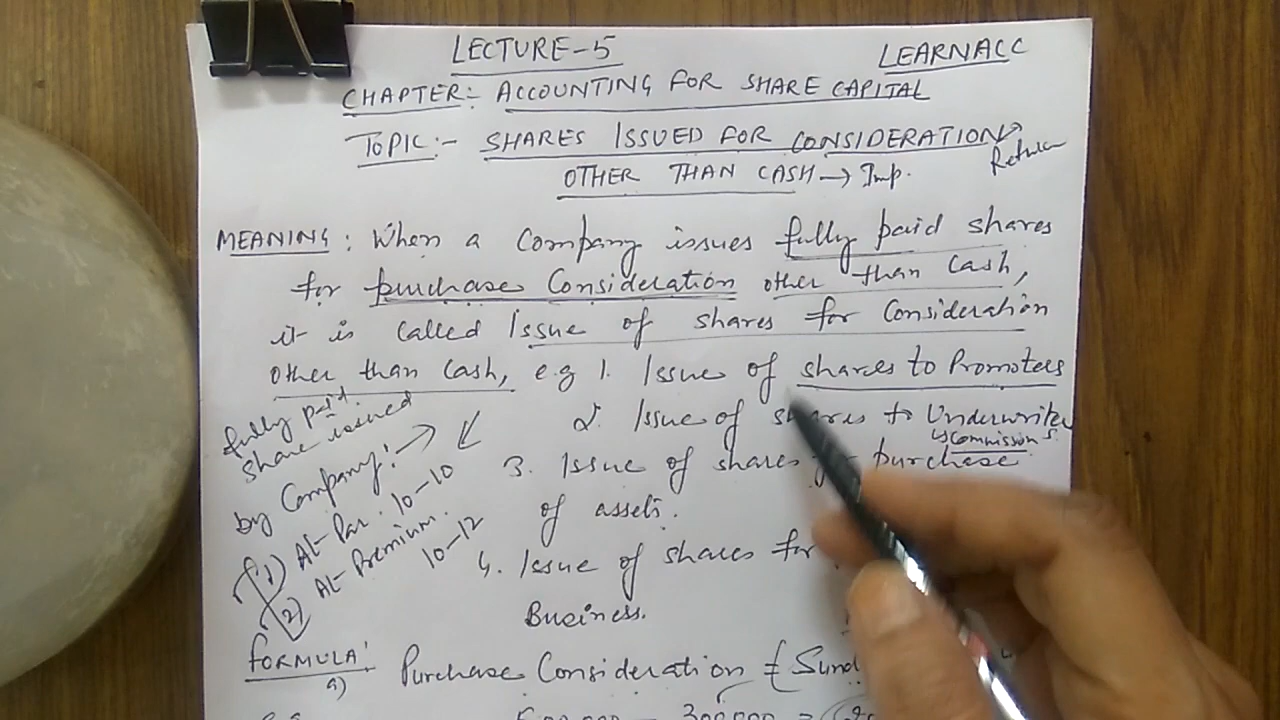 LECTURE-5
LEARNACC
CHAPTER:- ACCOUNTING FOR SHARE CAPITAL
TOPIC:- SHARES ISSUED FOR CONSIDERATION
OTHER THAN CASH → Imp.
MEANING: When a Company issues fully paid shares
for purchase Consideration other than Cash,
it is called Issue of shares for Consideration
other than Cash, e.g 1. Issue of shares to Promoters
2. Issue of shares to Underwriter
↳Commission
3. Issue of shares purchase
of assets.
4. Issue of shares for
Business.
fully paid
share issued
by Company:→
1) At- Par. 10-10
2) At- Premium.
10-12
FORMULA:
a) Purchase Consideration
300000 =